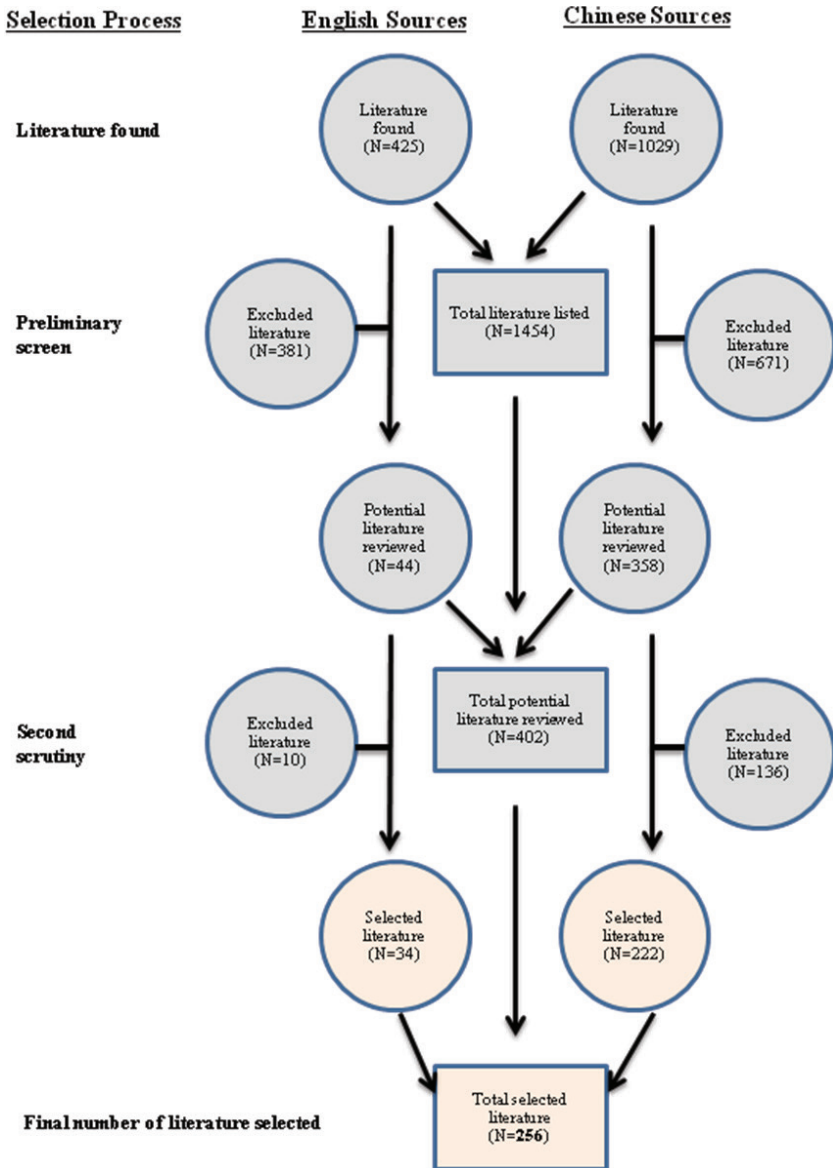 Selection Process
English Sources
Chinese Sources
Literature found
Literature
found
(N=425)
Literature
found
(N=1029)
Preliminary
screen
Excluded
literature
(N=381)
Total literature listed
(N=1454)
Excluded
literature
(N=671)
Potential
literature
reviewed
(N=44)
Potential
literature
reviewed
(N=358)
Second
scrutiny
Excluded
literature
(N=10)
Total potential
literature reviewed
(N=402)
Excluded
literature
(N=136)
Selected
literature
(N=34)
Selected
literature
(N=222)
Final number of literature selected
Total selected
literature
(N=256)